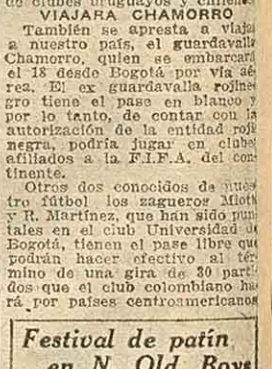 de clubes uruguayos y chilenos
VIAJARA CHAMORRO
También se apresta a viaja
a nuestro país, el guardavalla
Chamorro, quien se embarcará
el 18 desde Bogotá por vía aé
rea. El ex guardavalla rojine
gro tiene el pase en blanco y
por lo tanto, de contar con la
autorización de la entidad roji
negra, podría jugar en clubes
afiliados a la F.I.F.A. del con
tinente.
Otros dos conocidos de nues
tro fútbol los zagueros Miott
y R. Martínez, que han sido pun
tales en el club Universidad de
Bogotá, tienen el pase libre que
podrán hacer efectivo al tér
mino de una gira de 30 parti
dos que el club colombiano ha
rá por países centroamericanos
Festival de patín
en N. Old Boys